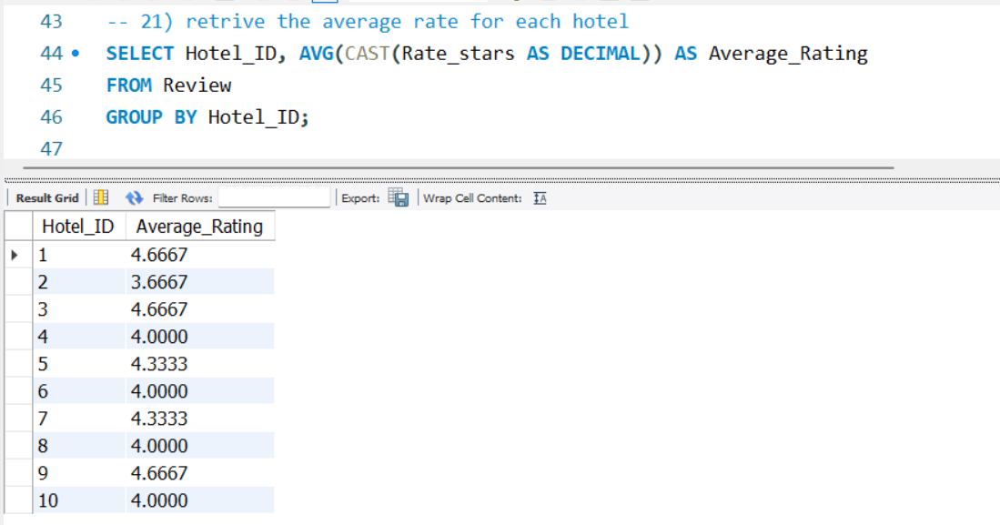 43 -- 21) retrive the average rate for each hotel
44 SELECT Hotel_ID, AVG(CAST(Rate_stars AS DECIMAL)) AS Average_Rating
45 FROM Review
46 GROUP BY Hotel_ID;
47
Result Grid Filter Rows: Export: Wrap Cell Content: IA
Hotel_ID Average_Rating
1 4.6667
2 3.6667
3 4.6667
4 4.0000
5 4.3333
6 4.0000
7 4.3333
8 4.0000
9 4.6667
10 4.0000